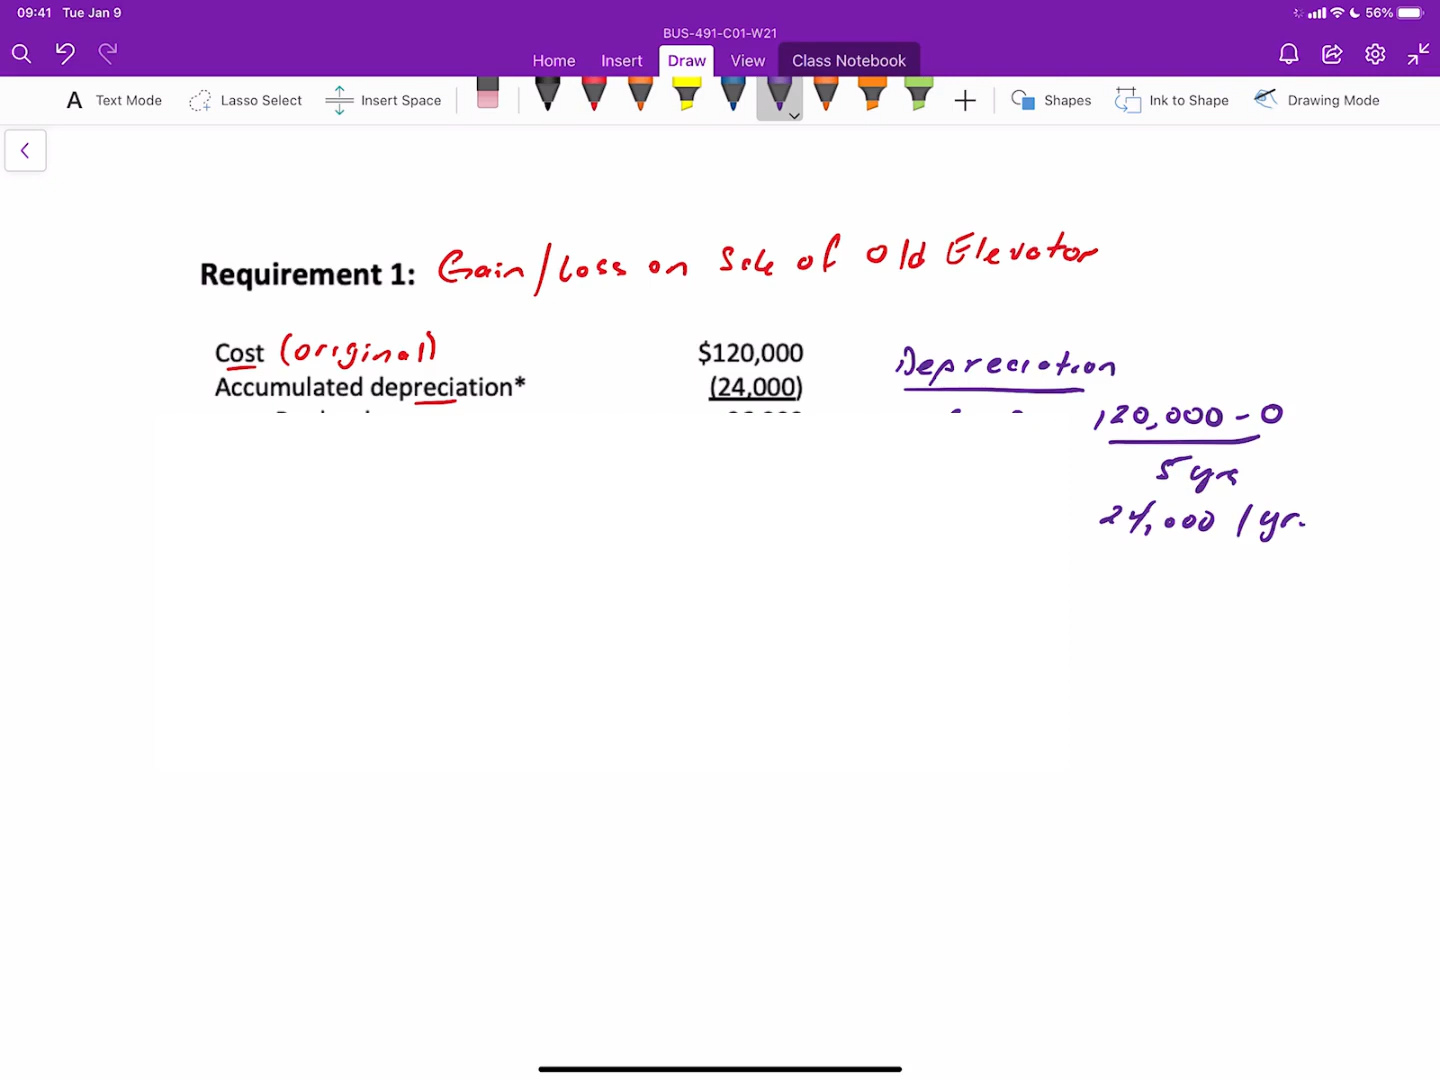 09:41 Tue Jan 9
56%
BUS-491-C01-W21
Home Insert Draw View Class Notebook
Text Mode Lasso Select Insert Space Shapes Ink to Shape Drawing Mode
Requirement 1: Gain/Loss on Sale of Old Elevator
Cost (original) $120,000
Accumulated depreciation* (24,000)
Depreciation
120,000 - 0
5 yrs
24,000 / yr.